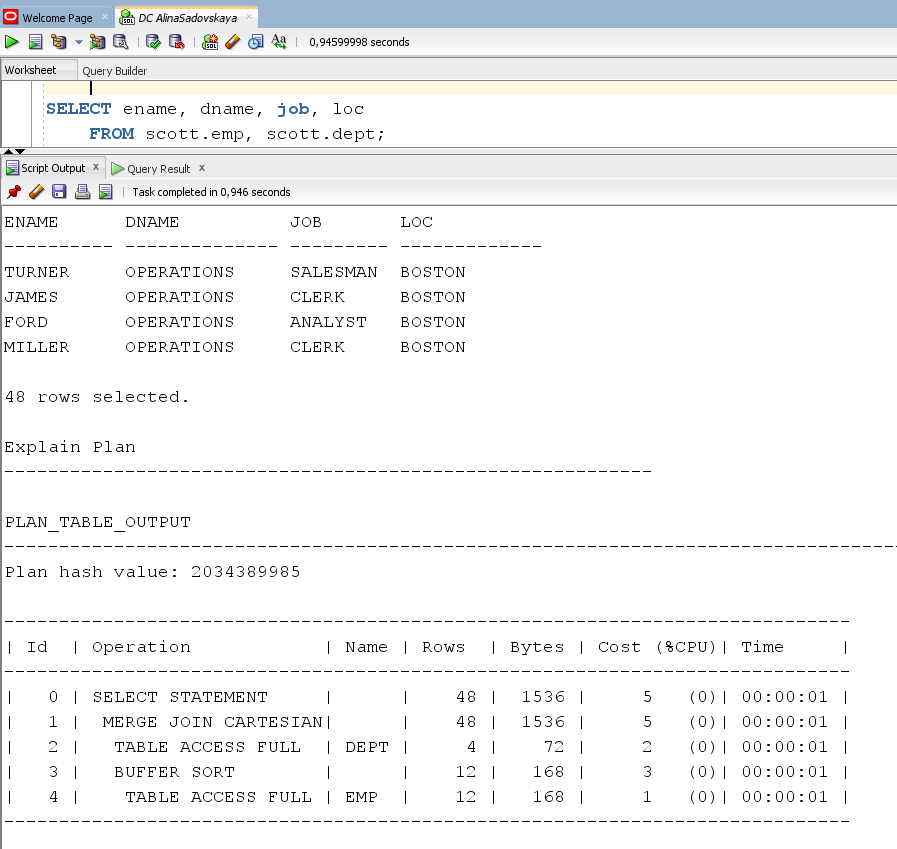 Welcome Page
DC AlinaSadovskaya
0,94599998 seconds
Worksheet Query Builder
SELECT ename, dname, job, loc
    FROM scott.emp, scott.dept;
Script Output x Query Result x
Task completed in 0,946 seconds
ENAME      DNAME          JOB       LOC
---------- -------------- --------- -------------
TURNER     OPERATIONS     SALESMAN  BOSTON
JAMES      OPERATIONS     CLERK     BOSTON
FORD       OPERATIONS     ANALYST   BOSTON
MILLER     OPERATIONS     CLERK     BOSTON
48 rows selected.
Explain Plan
-----------------------------------------------------------
PLAN_TABLE_OUTPUT
---------------------------------------------------------------------------------
Plan hash value: 2034389985
-----------------------------------------------------------------------------
| Id  | Operation            | Name | Rows  | Bytes | Cost (%CPU)| Time     |
-----------------------------------------------------------------------------
|   0 | SELECT STATEMENT     |      |    48 |  1536 |     5   (0)| 00:00:01 |
|   1 |  MERGE JOIN CARTESIAN|      |    48 |  1536 |     5   (0)| 00:00:01 |
|   2 |   TABLE ACCESS FULL  | DEPT |     4 |    72 |     2   (0)| 00:00:01 |
|   3 |   BUFFER SORT        |      |    12 |   168 |     3   (0)| 00:00:01 |
|   4 |    TABLE ACCESS FULL | EMP  |    12 |   168 |     1   (0)| 00:00:01 |
-----------------------------------------------------------------------------